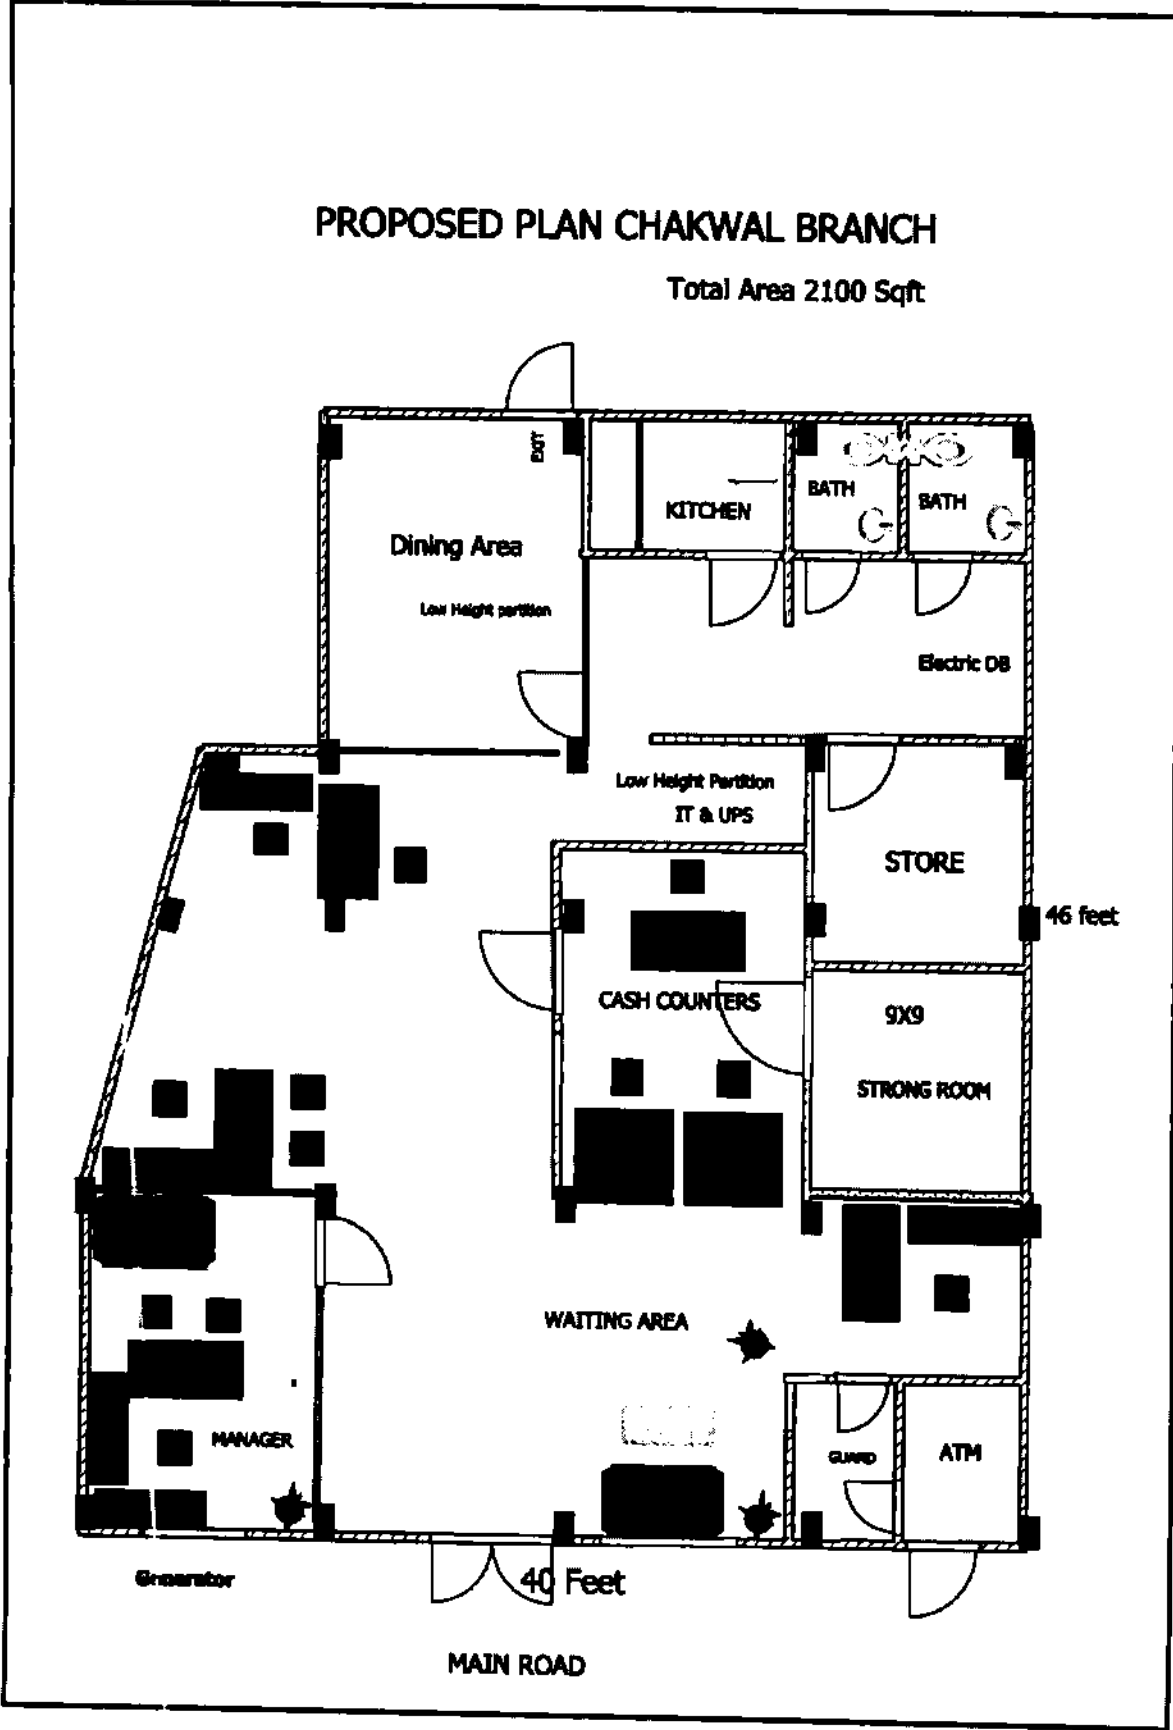 PROPOSED PLAN CHAKWAL BRANCH
Total Area 2100 Sqft
EXIT
KITCHEN
BATH
BATH
Dining Area
Low Height partition
Electric DB
Low Height Partition
IT & UPS
STORE
46 feet
CASH COUNTERS
9X9
STRONG ROOM
WAITING AREA
MANAGER
GUARD
ATM
Generator
40 Feet
MAIN ROAD